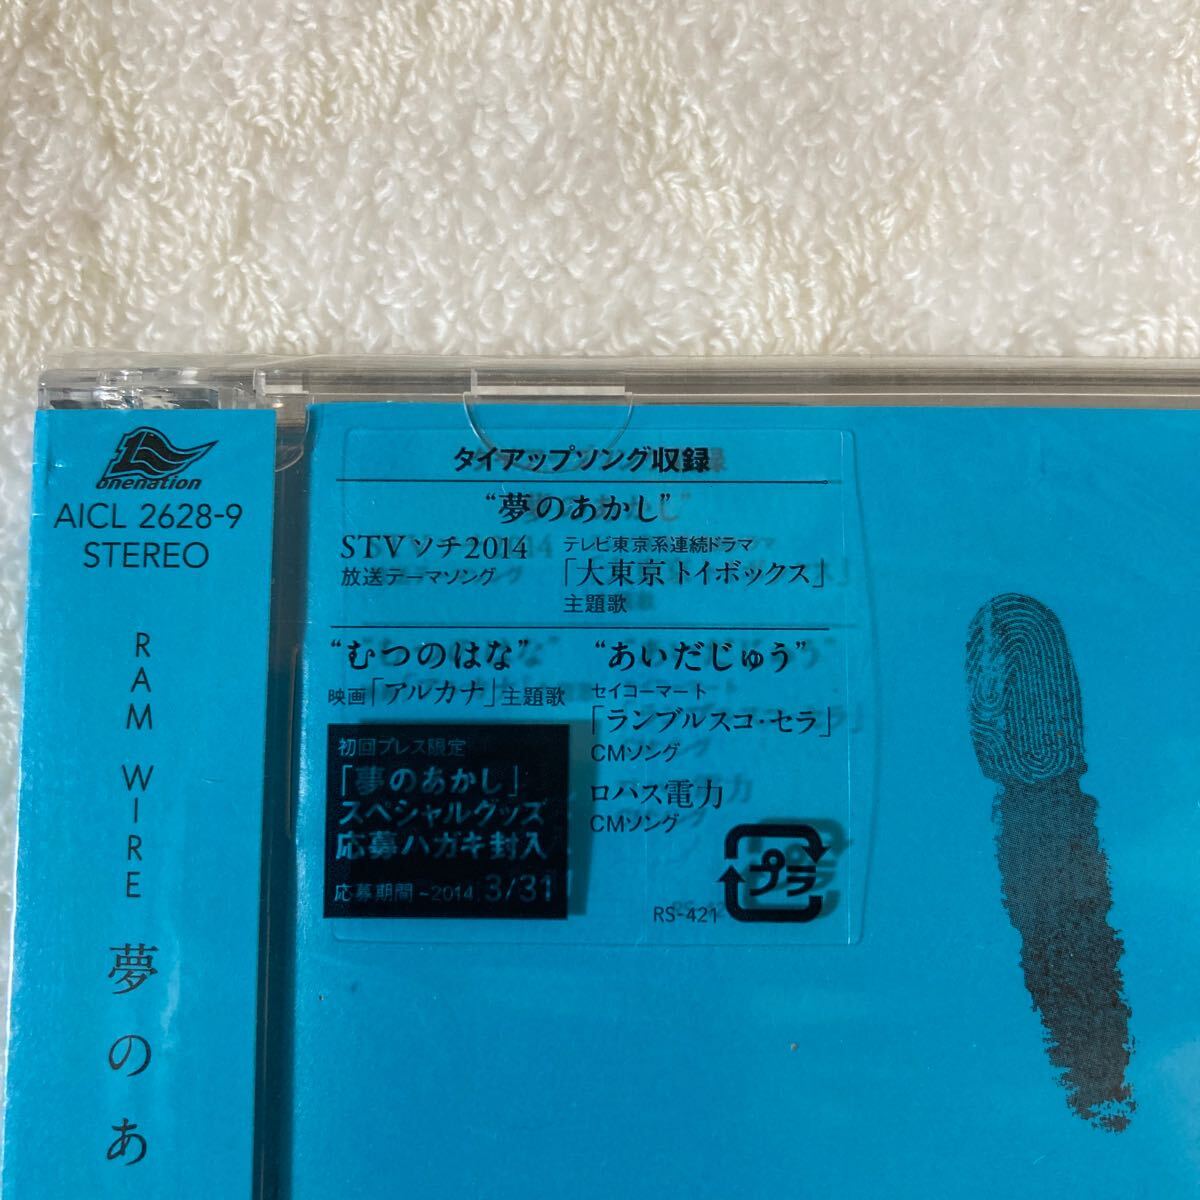 onenation
AICL 2628-9
STEREO
RAM WIRE 夢のあ
タイアップソング収録
“夢のあかし”
STVソチ2014
放送テーマソング
テレビ東京系連続ドラマ
「大東京トイボックス」
主題歌
“むつのはな”
映画「アルカナ」主題歌
“あいだじゅう”
セイコーマート
「ランブルスコ・セラ」
CMソング
ロバス電力
CMソング
初回プレス限定
「夢のあかし」
スペシャルグッズ
応募ハガキ封入
応募期間~2014 3/31
プラ
RS-421